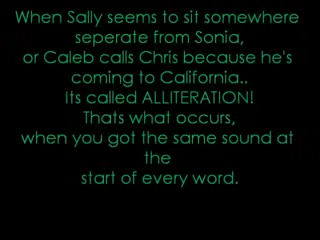 When Sally seems to sit somewhere
seperate from Sonia,
or Caleb calls Chris because he's
coming to California..
Its called ALLITERATION!
Thats what occurs,
when you got the same sound at
the
start of every word.